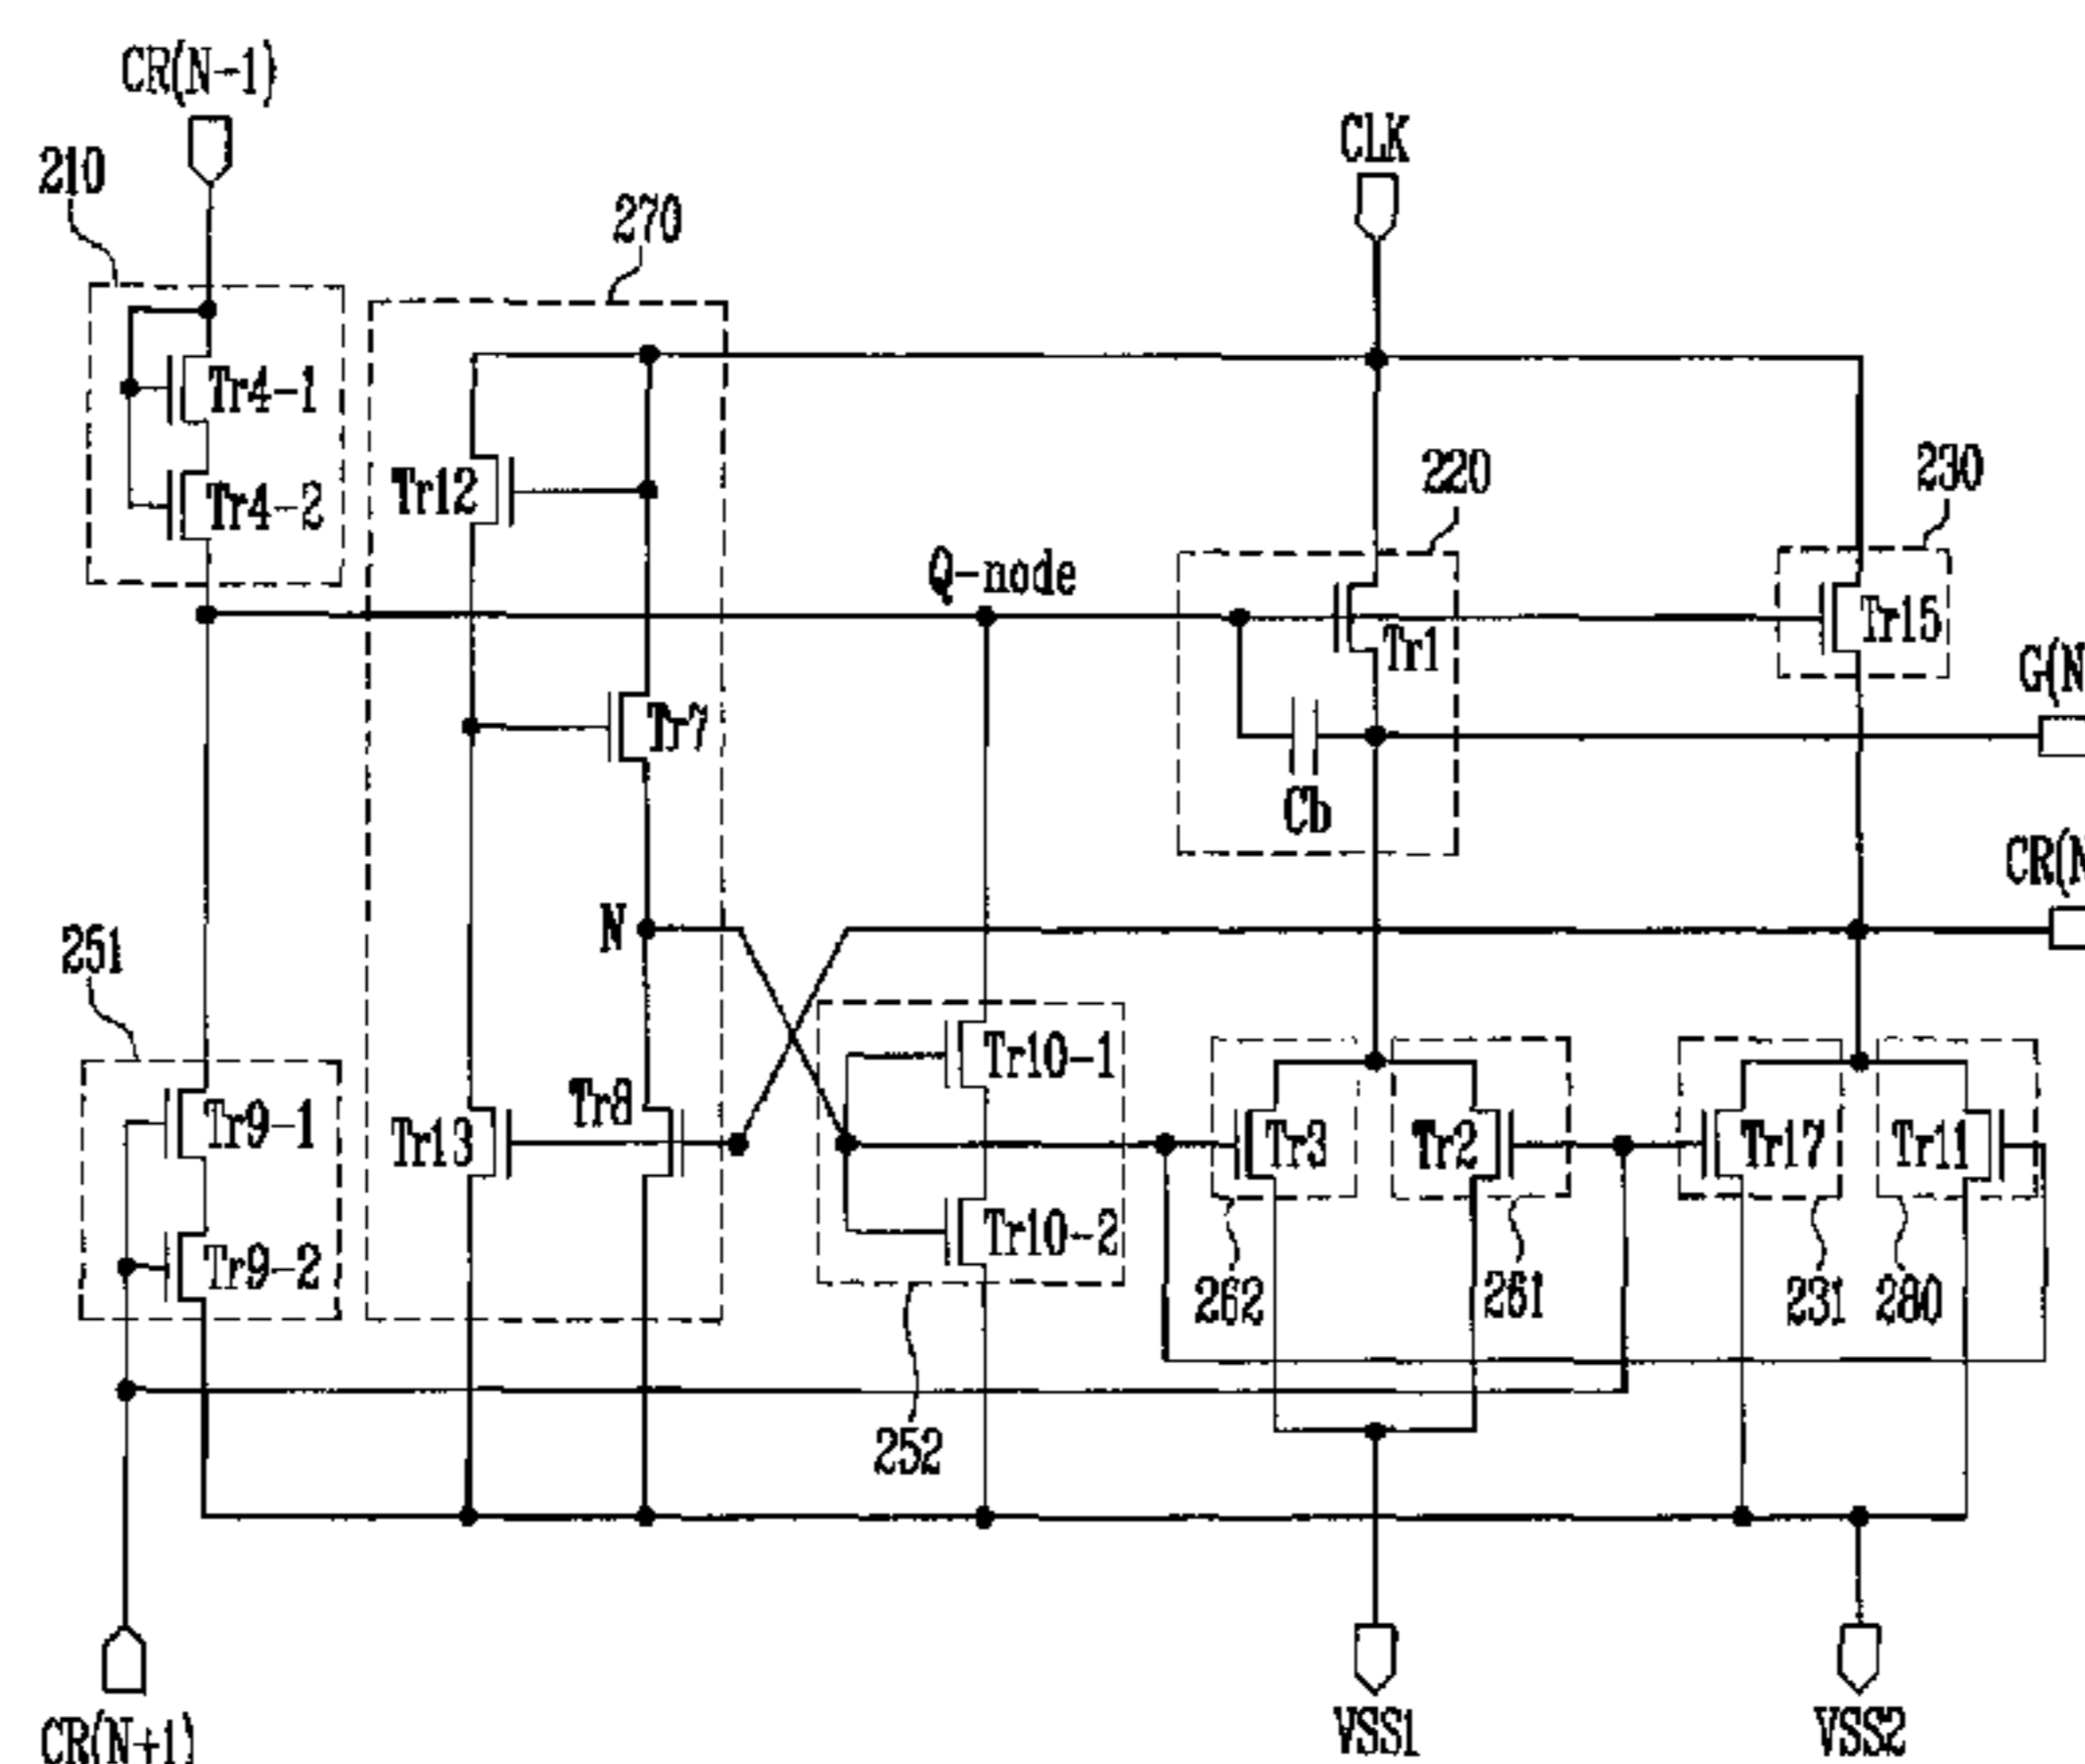 CR(N-1)
CLK
210
270
Tr4-1
Tr4-2
Tr12
220
230
Q-node
Tr1
Tr15
G(N
Tr7
Cb
CR(N
N
251
Tr10-1
Tr9-1
Tr13
Tr8
Tr3
Tr2
Tr17
Tr11
Tr9-2
Tr10-2
262
261
231
280
252
CR(N+1)
VSS1
VSS2